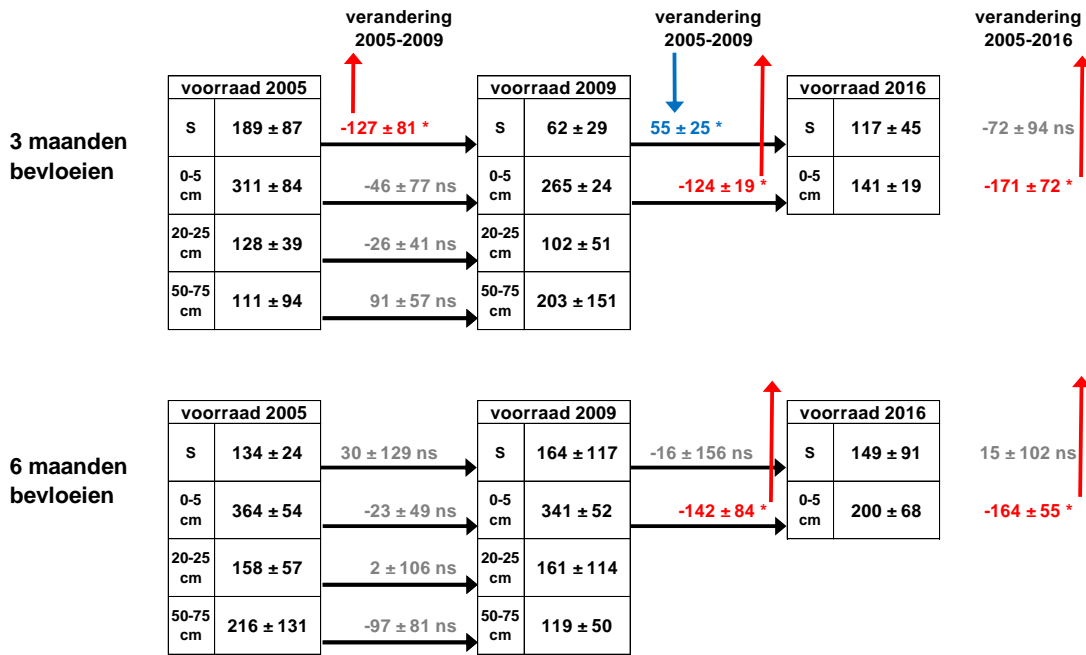 verandering
2005-2009
verandering
2005-2009
verandering
2005-2016
3 maanden
bevloeien
voorraad 2005
voorraad 2009
voorraad 2016
S 189 ± 87 -127 ± 81 * S 62 ± 29 55 ± 25 * S 117 ± 45 -72 ± 94 ns
0-5
cm 311 ± 84 -46 ± 77 ns 0-5
cm 265 ± 24 -124 ± 19 * 0-5
cm 141 ± 19 -171 ± 72 *
20-25
cm 128 ± 39 -26 ± 41 ns 20-25
cm 102 ± 51
50-75
cm 111 ± 94 91 ± 57 ns 50-75
cm 203 ± 151
6 maanden
bevloeien
voorraad 2005
voorraad 2009
voorraad 2016
S 134 ± 24 30 ± 129 ns S 164 ± 117 -16 ± 156 ns S 149 ± 91 15 ± 102 ns
0-5
cm 364 ± 54 -23 ± 49 ns 0-5
cm 341 ± 52 -142 ± 84 * 0-5
cm 200 ± 68 -164 ± 55 *
20-25
cm 158 ± 57 2 ± 106 ns 20-25
cm 161 ± 114
50-75
cm 216 ± 131 -97 ± 81 ns 50-75
cm 119 ± 50